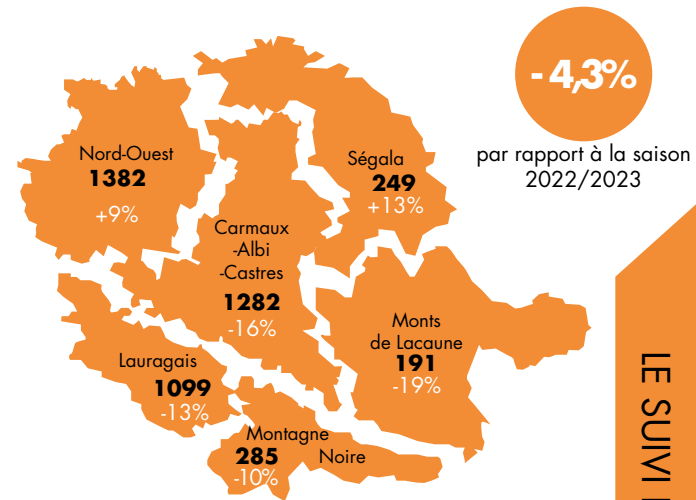 - 4,3%
par rapport à la saison
2022/2023
Nord-Ouest
1382
+9%
Ségala
249
+13%
Carmaux
-Albi
-Castres
1282
-16%
Monts
de Lacaune
191
-19%
Lauragais
1099
-13%
Montagne
Noire
285
-10%
LE SUIVI